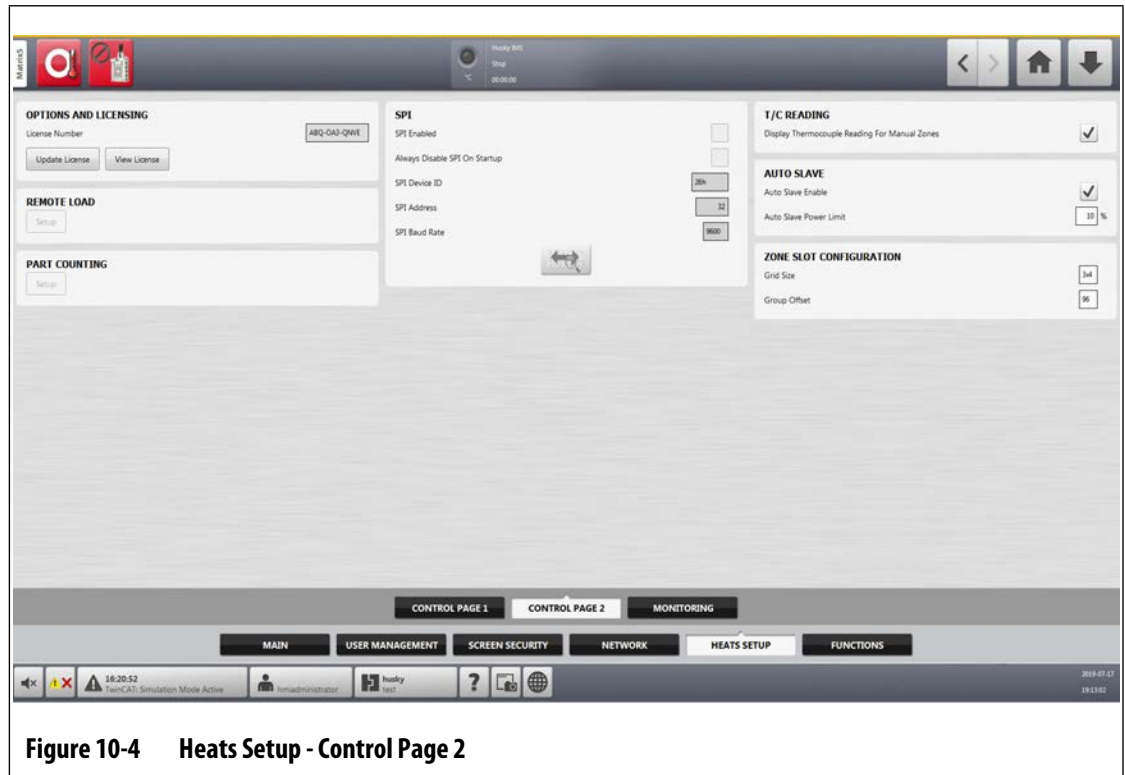 Matrix5
Husky IMS
Stop
°C 00:00:00
OPTIONS AND LICENSING
License Number
ABQ-OA3-QNVE
Update License View License
REMOTE LOAD
Setup
PART COUNTING
Setup
SPI
SPI Enabled
Always Disable SPI On Startup
SPI Device ID 26h
SPI Address 32
SPI Baud Rate 9600
T/C READING
Display Thermocouple Reading For Manual Zones
AUTO SLAVE
Auto Slave Enable
Auto Slave Power Limit 10 %
ZONE SLOT CONFIGURATION
Grid Size 3x4
Group Offset 96
CONTROL PAGE 1 CONTROL PAGE 2 MONITORING
MAIN USER MANAGEMENT SCREEN SECURITY NETWORK HEATS SETUP FUNCTIONS
16:20:52
TwinCAT: Simulation Mode Active
hmiadministrator
husky
test
?
2019-07-17
19:13:02
Figure 10-4 Heats Setup - Control Page 2